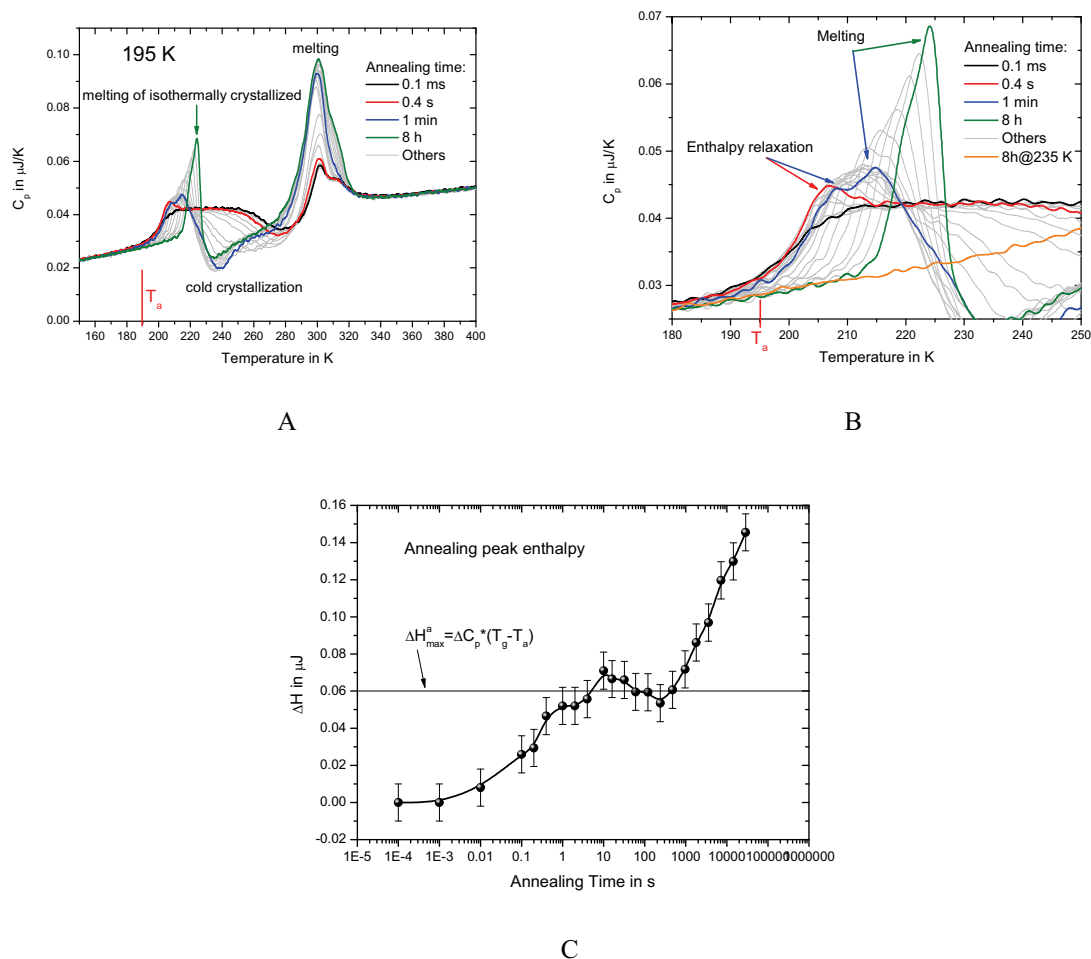 195 K
melting
melting of isothermally crystallized
cold crystallization
Annealing time:
0.1 ms
0.4 s
1 min
8 h
Others
T a
C p in µJ/K
0.00
0.02
0.04
0.06
0.08
0.10
160 180 200 220 240 260 280 300 320 340 360 380 400
Temperature in K
A
Melting
Enthalpy relaxation
Annealing time:
0.1 ms
0.4 s
1 min
8 h
Others
8h@235 K
T a
C p in µJ/K
0.07
0.06
0.05
0.04
0.03
180 190 200 210 220 230 240 250
Temperature in K
B
Annealing peak enthalpy
ΔH a max =ΔC p *(T g -T a )
ΔH in µJ
0.16
0.14
0.12
0.10
0.08
0.06
0.04
0.02
0.00
-0.02
1E-5 1E-4 1E-3 0.01 0.1 1 10 100 1000 10000 100000 1000000
Annealing Time in s
C